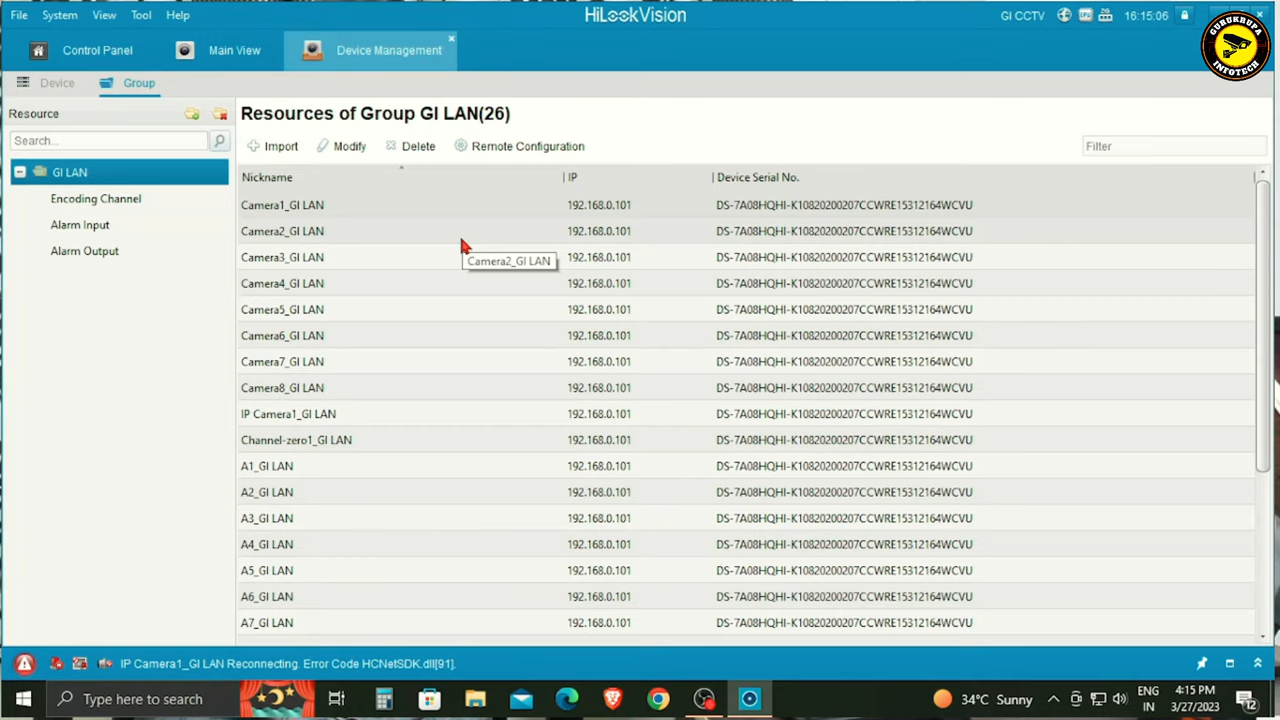 File System View Tool Help
HiLookVision
GI CCTV 16:15:06
GURUKRUPA INFOTECH
Control Panel Main View Device Management
Device Group
Resource
Search...
GI LAN
Encoding Channel
Alarm Input
Alarm Output
Resources of Group GI LAN(26)
Import Modify Delete Remote Configuration Filter
Nickname IP Device Serial No.
Camera1_GI LAN 192.168.0.101 DS-7A08HQHI-K10820200207CCWRE15312164WCVU
Camera2_GI LAN 192.168.0.101 DS-7A08HQHI-K10820200207CCWRE15312164WCVU
Camera3_GI LAN 192.168.0.101 DS-7A08HQHI-K10820200207CCWRE15312164WCVU
Camera2_GI LAN
Camera4_GI LAN 192.168.0.101 DS-7A08HQHI-K10820200207CCWRE15312164WCVU
Camera5_GI LAN 192.168.0.101 DS-7A08HQHI-K10820200207CCWRE15312164WCVU
Camera6_GI LAN 192.168.0.101 DS-7A08HQHI-K10820200207CCWRE15312164WCVU
Camera7_GI LAN 192.168.0.101 DS-7A08HQHI-K10820200207CCWRE15312164WCVU
Camera8_GI LAN 192.168.0.101 DS-7A08HQHI-K10820200207CCWRE15312164WCVU
IP Camera1_GI LAN 192.168.0.101 DS-7A08HQHI-K10820200207CCWRE15312164WCVU
Channel-zero1_GI LAN 192.168.0.101 DS-7A08HQHI-K10820200207CCWRE15312164WCVU
A1_GI LAN 192.168.0.101 DS-7A08HQHI-K10820200207CCWRE15312164WCVU
A2_GI LAN 192.168.0.101 DS-7A08HQHI-K10820200207CCWRE15312164WCVU
A3_GI LAN 192.168.0.101 DS-7A08HQHI-K10820200207CCWRE15312164WCVU
A4_GI LAN 192.168.0.101 DS-7A08HQHI-K10820200207CCWRE15312164WCVU
A5_GI LAN 192.168.0.101 DS-7A08HQHI-K10820200207CCWRE15312164WCVU
A6_GI LAN 192.168.0.101 DS-7A08HQHI-K10820200207CCWRE15312164WCVU
A7_GI LAN 192.168.0.101 DS-7A08HQHI-K10820200207CCWRE15312164WCVU
IP Camera1_GI LAN Reconnecting. Error Code HCNetSDK.dll[91].
Type here to search
34°C Sunny
ENG IN
4:15 PM
3/27/2023
12